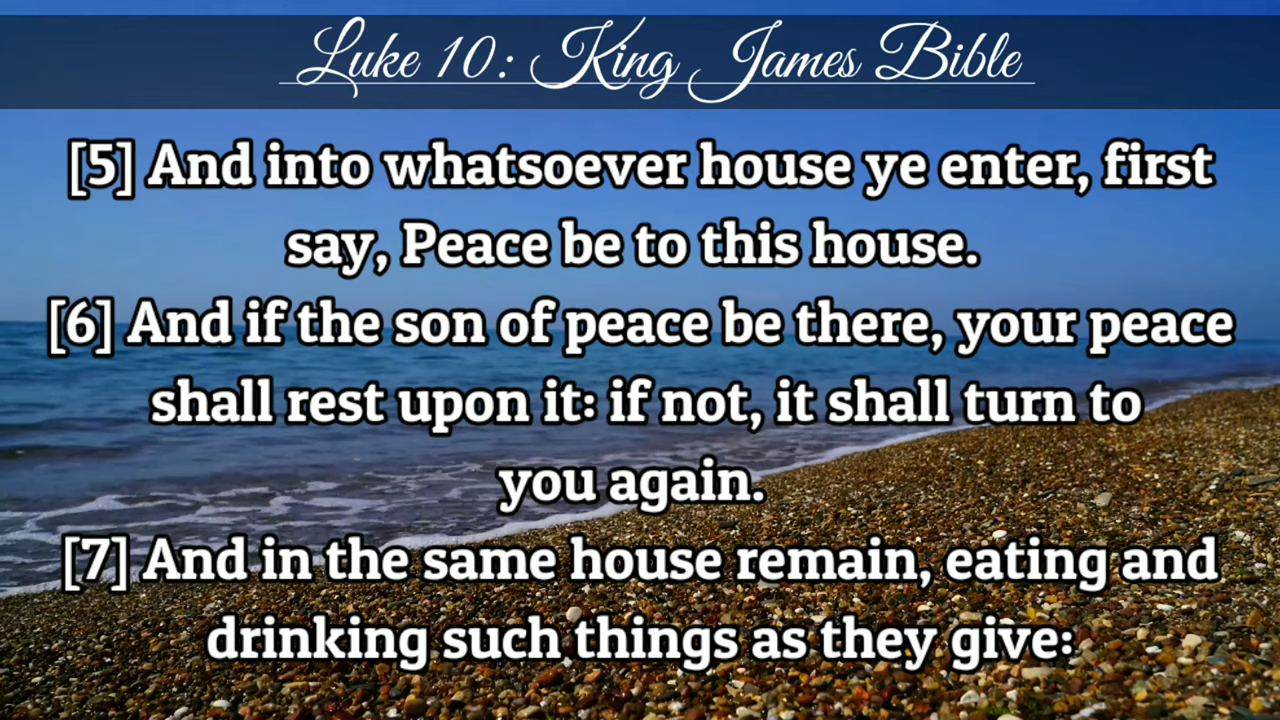 Luke 10: King James Bible
[5] And into whatsoever house ye enter, first
say, Peace be to this house.
[6] And if the son of peace be there, your peace
shall rest upon it: if not, it shall turn to
you again.
[7] And in the same house remain, eating and
drinking such things as they give: